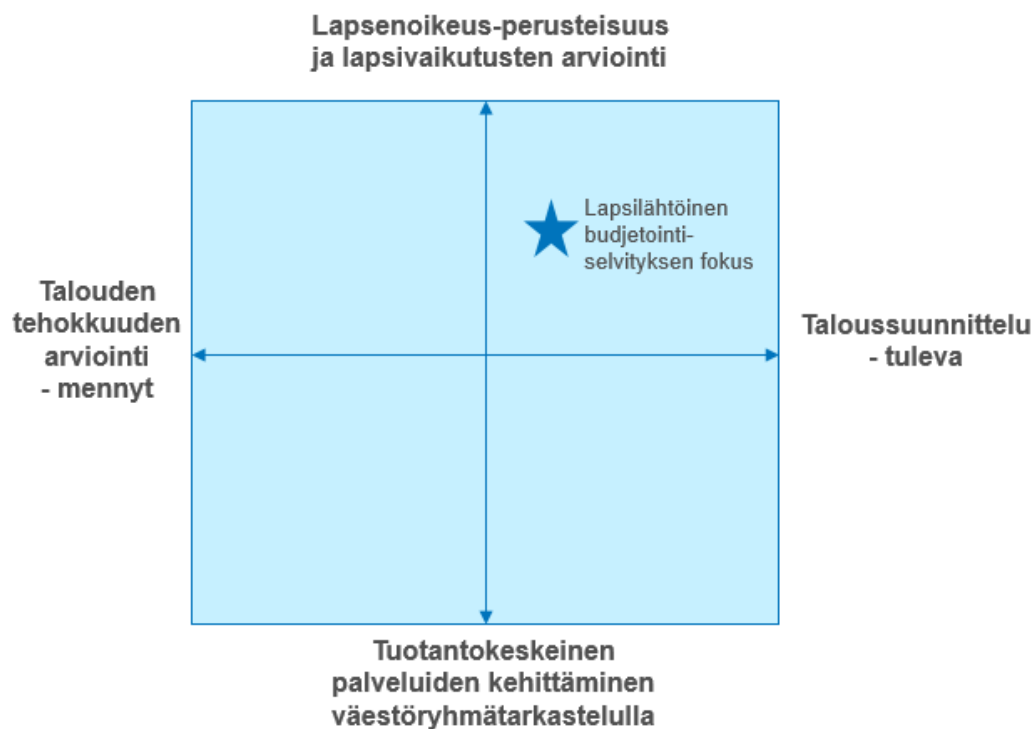 Lapsenoikeus-perusteisuus
ja lapsivaikutusten arviointi
Lapsilähtöinen
budjetointi-
selvityksen fokus
Talouden
tehokkuuden
arviointi
- mennyt
Taloussuunnittelu
- tuleva
Tuotantokeskeinen
palveluiden kehittäminen
väestöryhmätarkastelulla